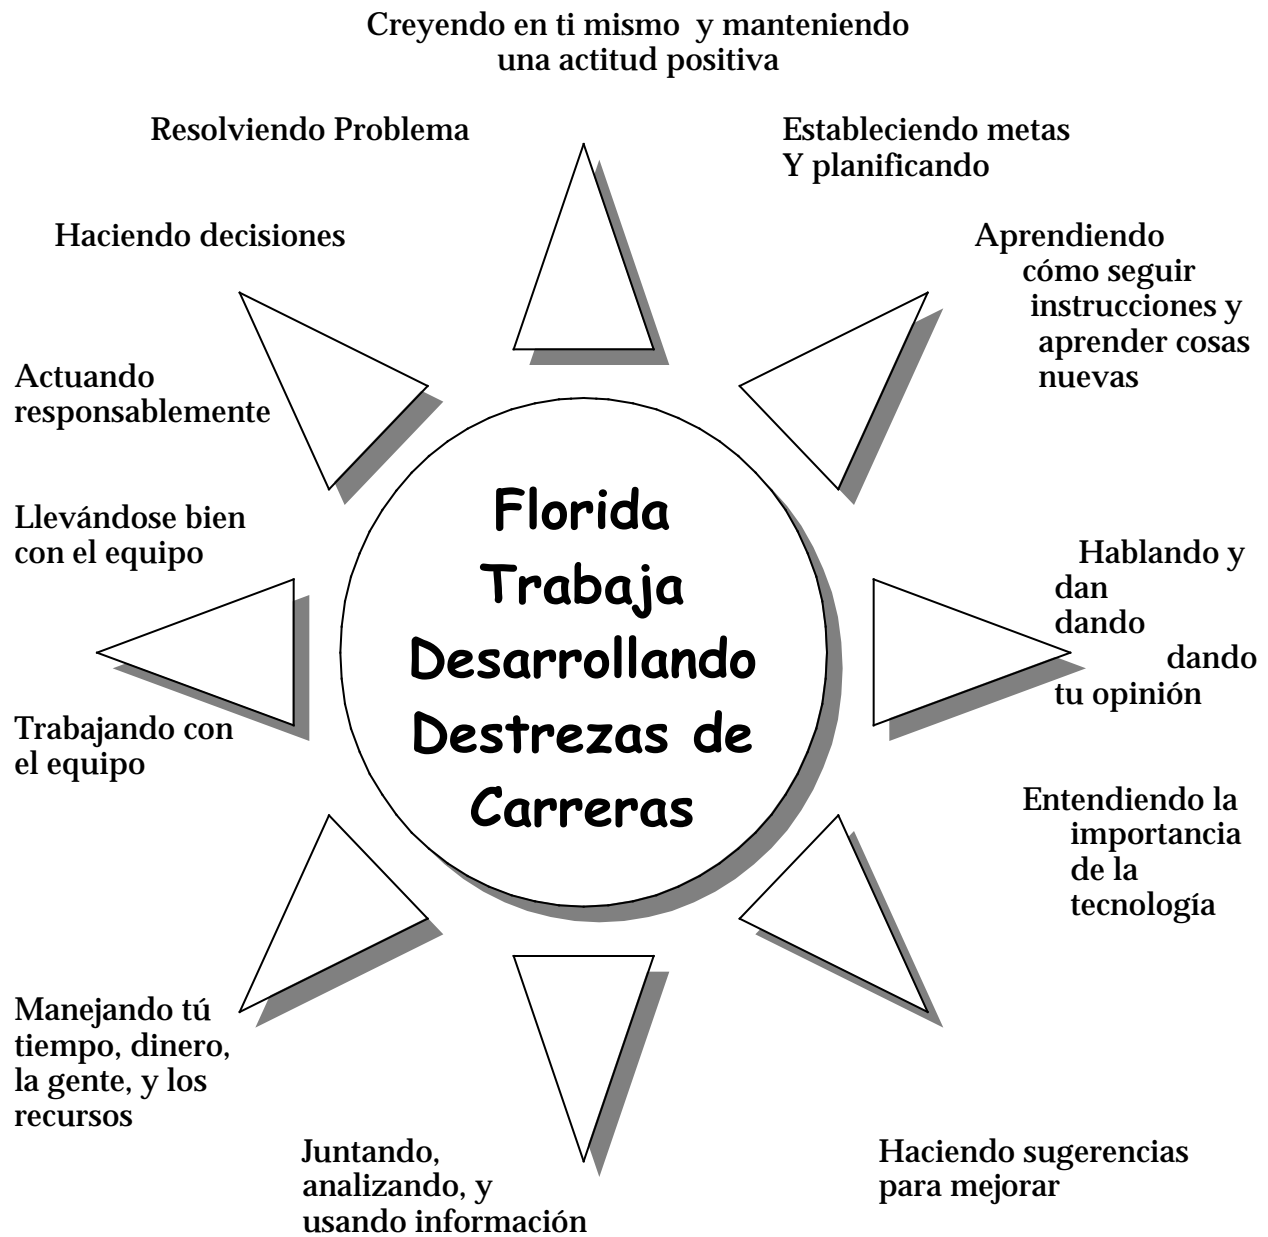 Creyendo en ti mismo y manteniendo
una actitud positiva
Resolviendo Problema
Estableciendo metas
Y planificando
Haciendo decisiones
Aprendiendo
cómo seguir
instrucciones y
aprender cosas
nuevas
Actuando
responsablemente
Llevándose bien
con el equipo
Florida
Trabaja
Desarrollando
Destrezas de
Carreras
Hablando y
dan
dando
dando
tu opinión
Trabajando con
el equipo
Entendiendo la
importancia
de la
tecnología
Manejando tú
tiempo, dinero,
la gente, y los
recursos
Juntando,
analizando, y
usando información
Haciendo sugerencias
para mejorar